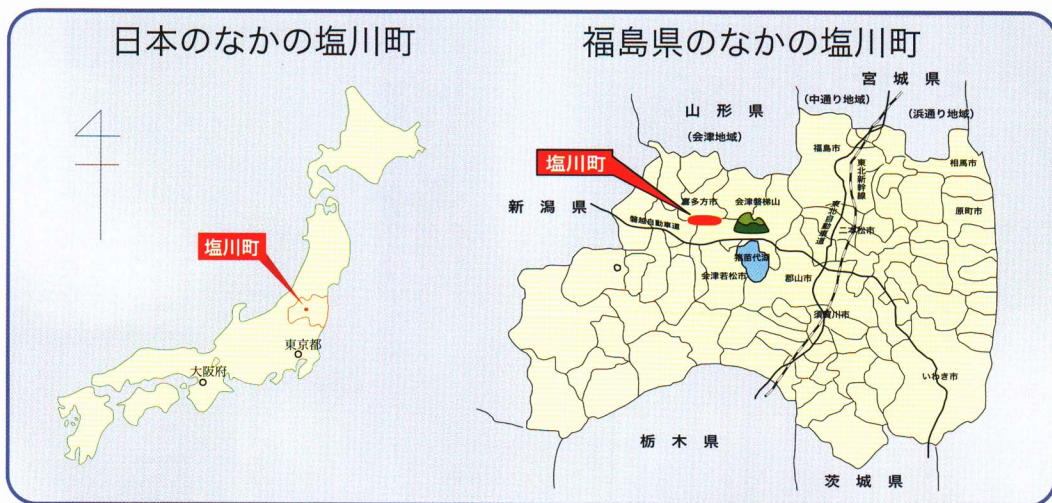 日本のなかの塩川町
塩川町
東京都
大阪府
福島県のなかの塩川町
宮城県
山形県
(中通り地域)
(浜通り地域)
(会津地域)
福島市
相馬市
塩川町
東北新幹線
新潟県
喜多方市
会津磐梯山
原町市
磐越自動車道
東北自動車道
二本松市
猪苗代湖
会津若松市
郡山市
須賀川市
いわき市
栃木県
茨城県